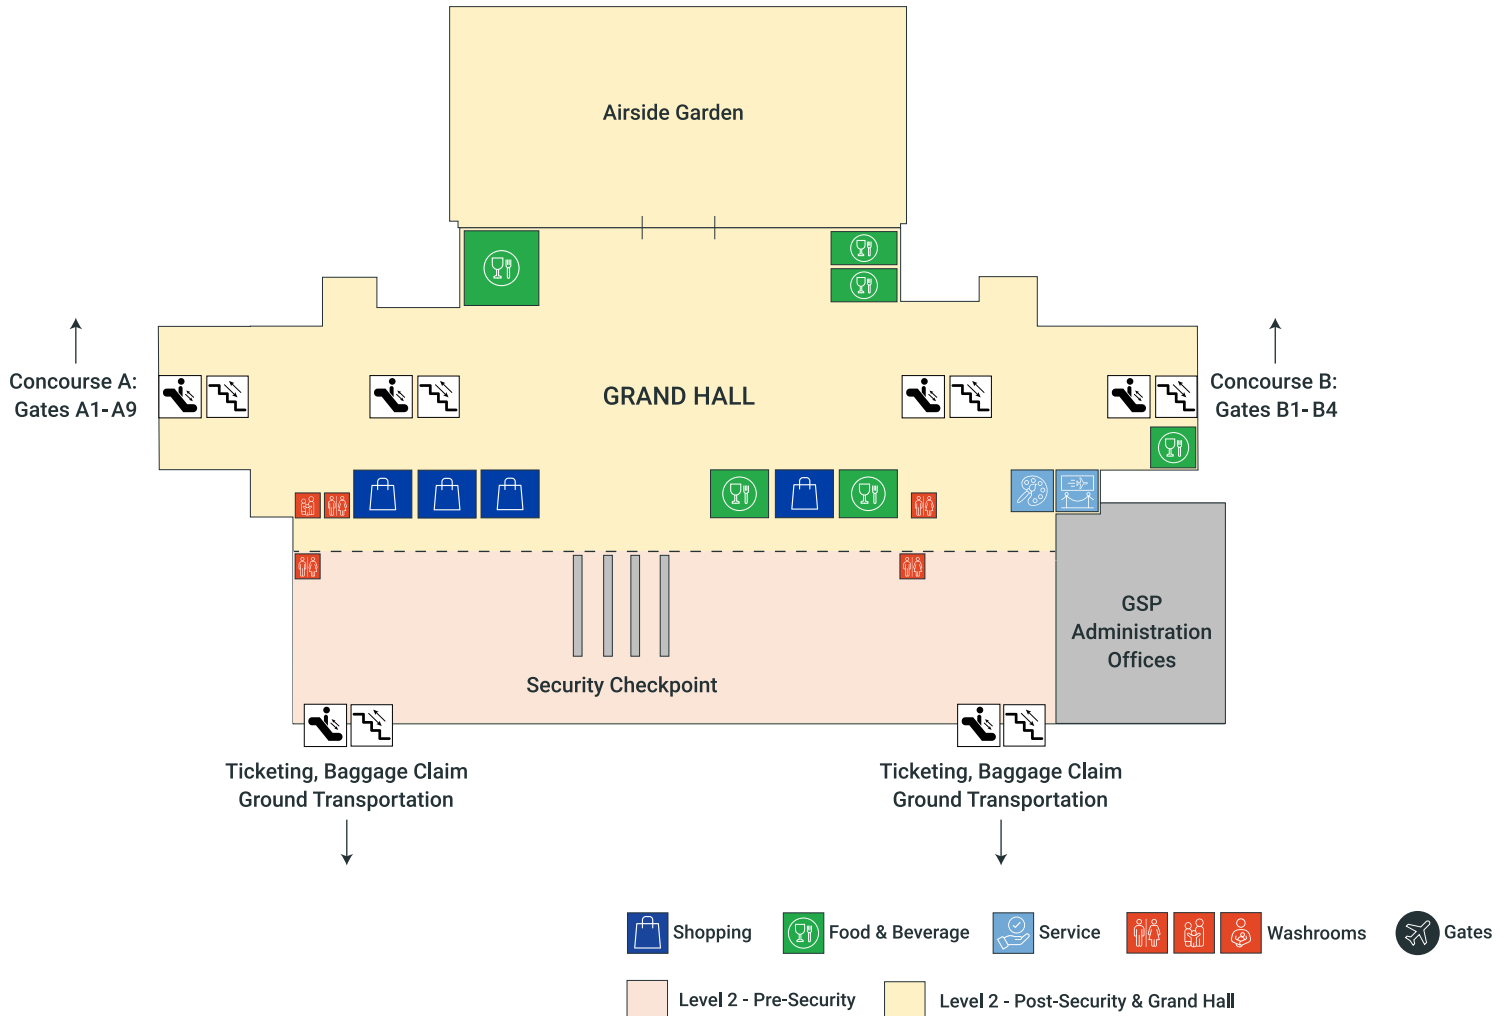 Airside Garden
Concourse A:
Gates A1-A9
GRAND HALL
Concourse B:
Gates B1-B4
GSP
Administration
Offices
Security Checkpoint
Ticketing, Baggage Claim
Ground Transportation
Ticketing, Baggage Claim
Ground Transportation
Shopping
Food & Beverage
Service
Washrooms
Gates
Level 2 - Pre-Security
Level 2 - Post-Security & Grand Hall